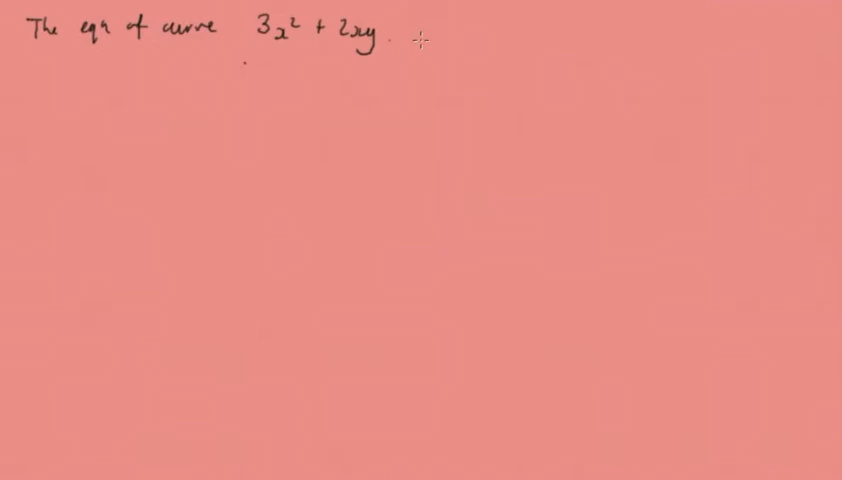 The eqn of curve 3x² + 2xy